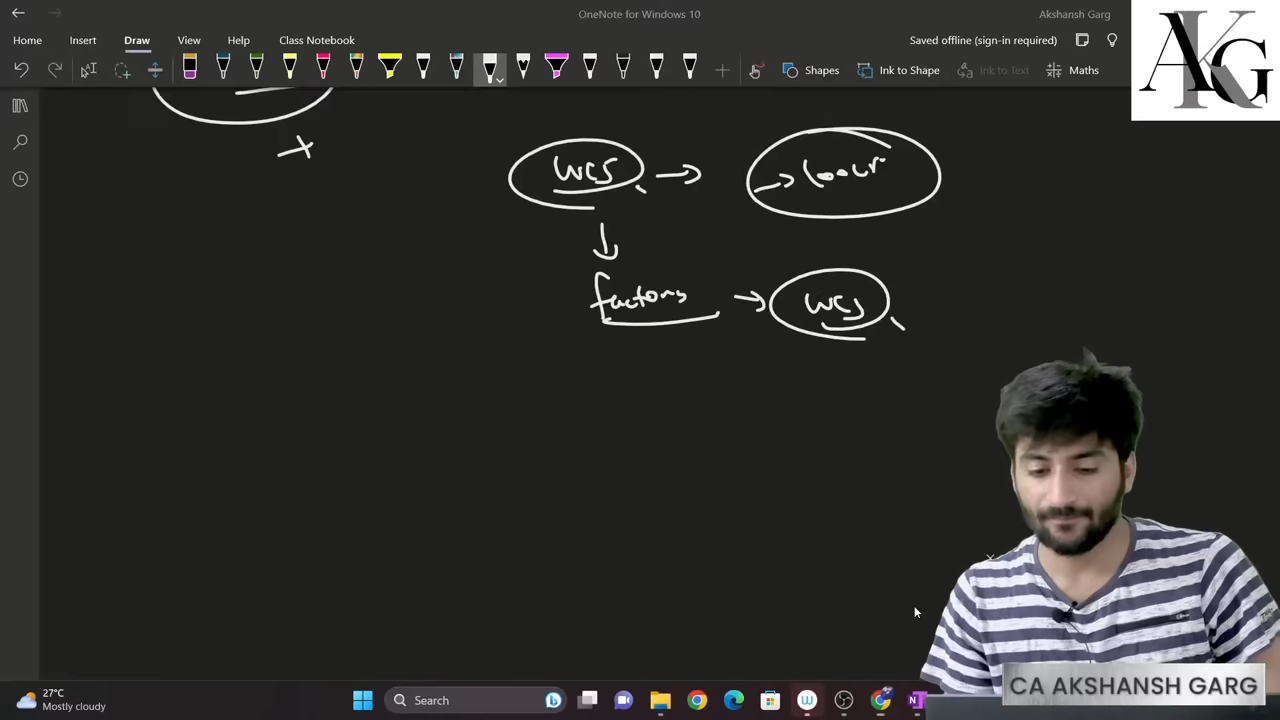 OneNote for Windows 10
Akshansh Garg
Home Insert Draw View Help Class Notebook
Saved offline (sign-in required)
Shapes Ink to Shape Ink to Text Maths
AKG
WCS
factors
WCS
CA AKSHANSH GARG
27°C
Mostly cloudy
Search